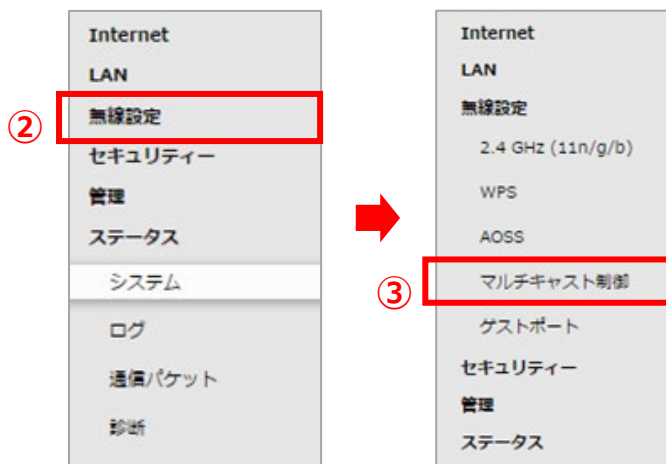 Internet
LAN
②
無線設定
セキュリティー
管理
ステータス
システム
ログ
通信パケット
診断
Internet
LAN
無線設定
2.4 GHz (11n/g/b)
WPS
AOSS
③
マルチキャスト制御
ゲストポート
セキュリティー
管理
ステータス